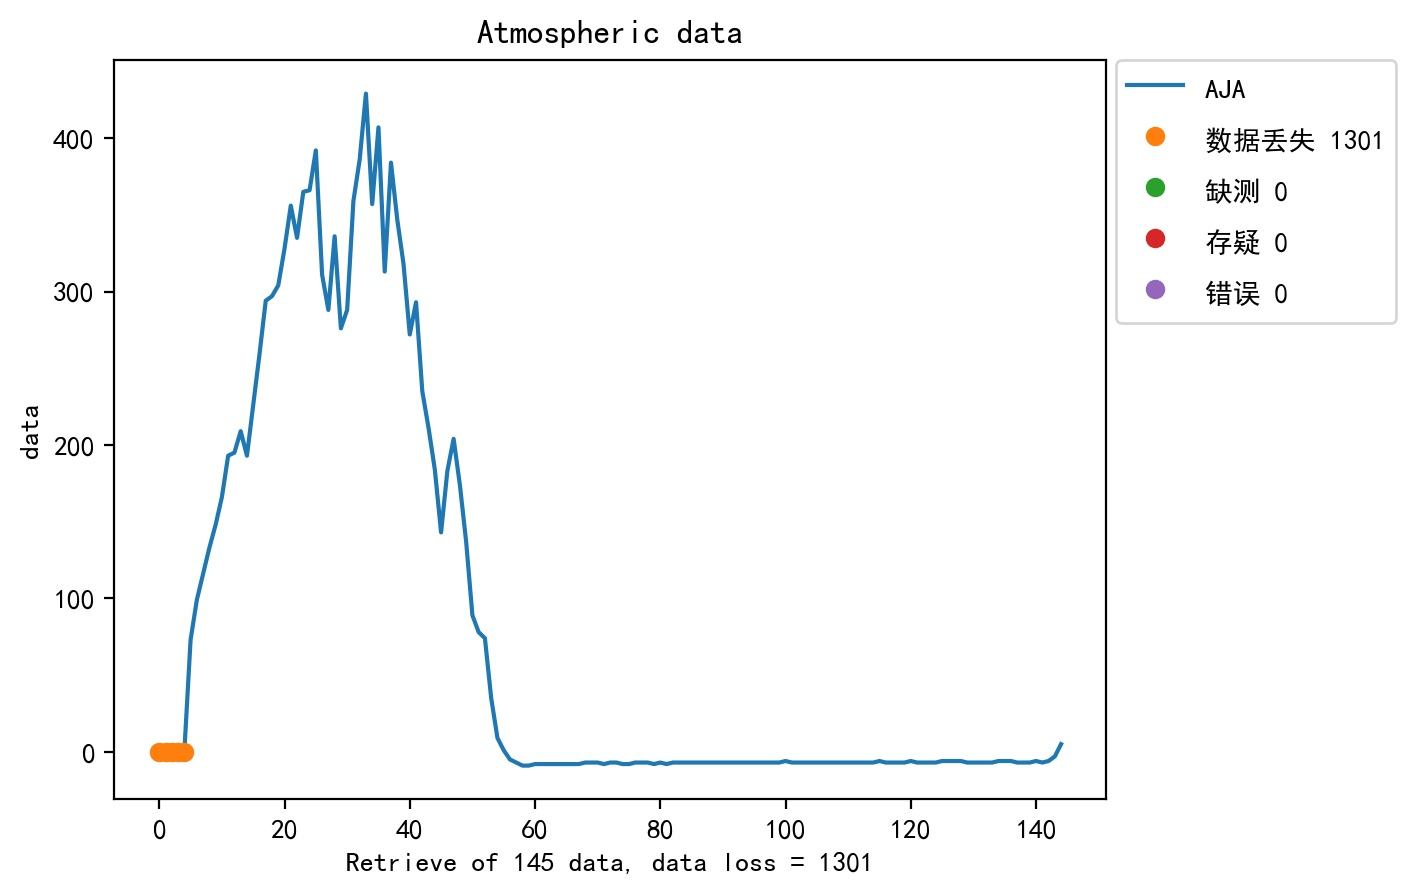 Atmospheric data
AJA
数据丢失 1301
缺测 0
存疑 0
错误 0
data
400
300
200
100
0
0 20 40 60 80 100 120 140
Retrieve of 145 data, data loss = 1301